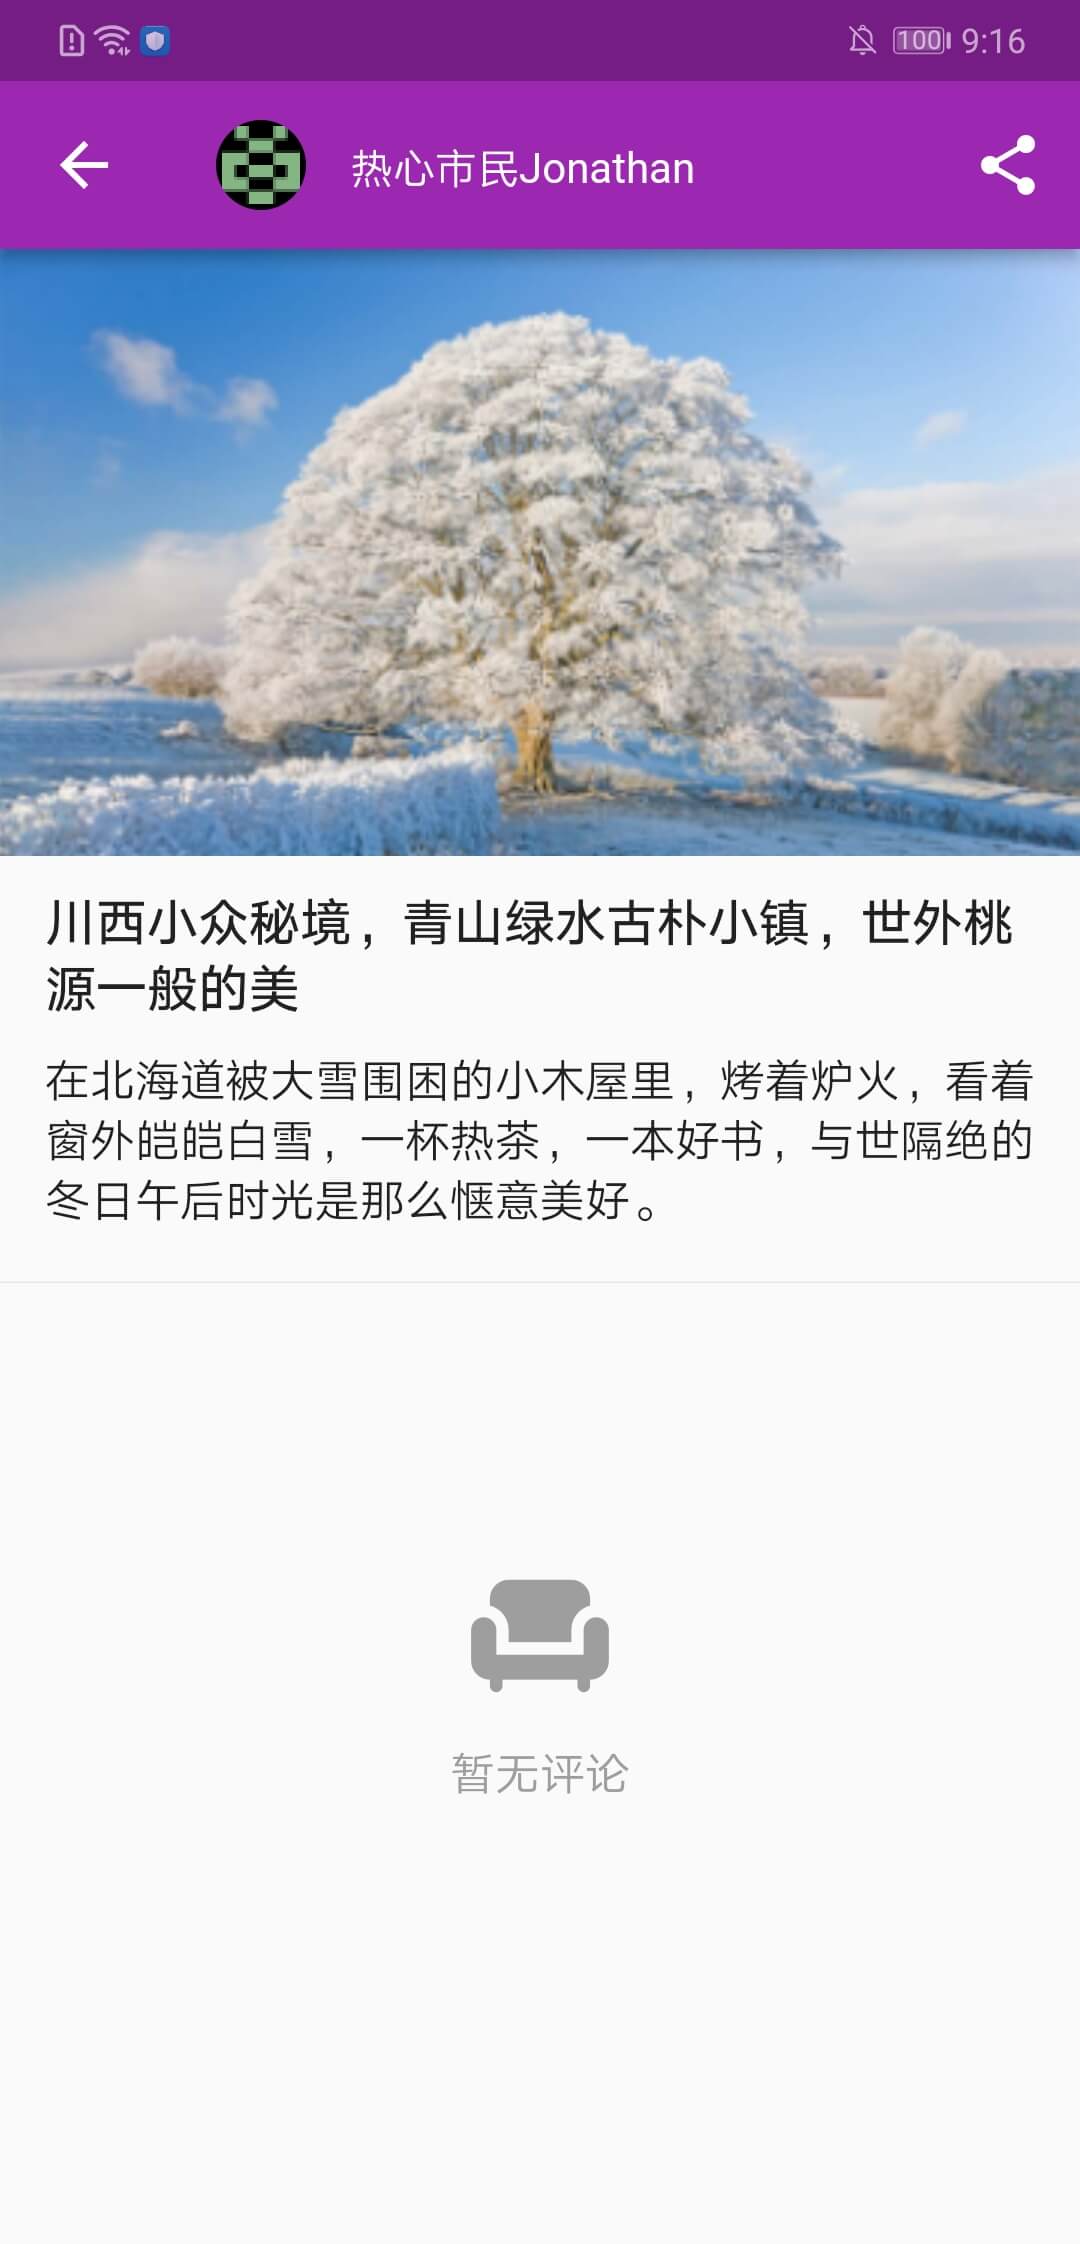 100 9:16
热心市民Jonathan
川西小众秘境，青山绿水古朴小镇，世外桃
源一般的美
在北海道被大雪围困的小木屋里，烤着炉火，看着
窗外皑皑白雪，一杯热茶，一本好书，与世隔绝的
冬日午后时光是那么惬意美好。
暂无评论